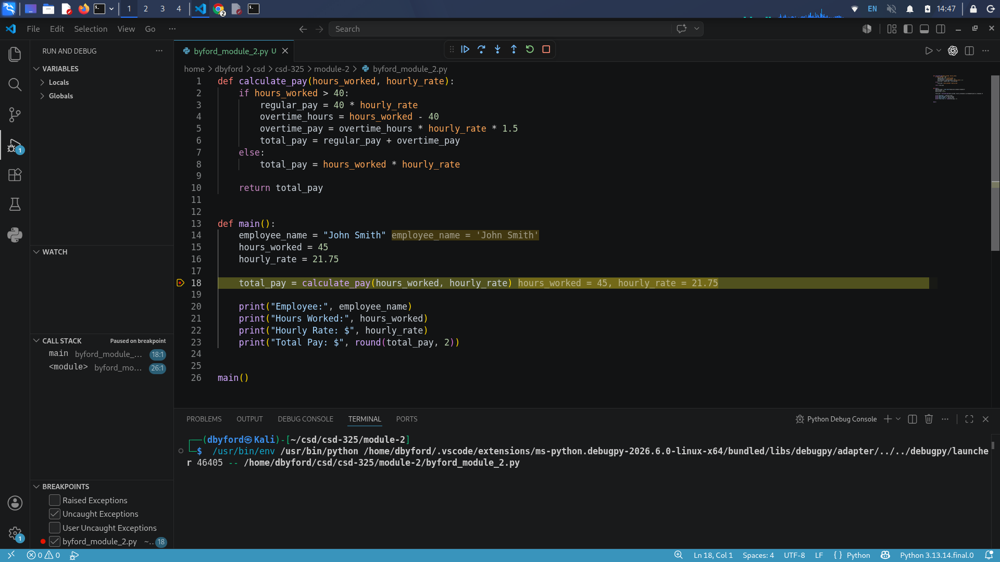 1 2 3 4 2 EN 14:47
File Edit Selection View Go ··· Search
RUN AND DEBUG ···
VARIABLES
Locals
Globals
1
WATCH
CALL STACK Paused on breakpoint
main byford_module_... 18:1
<module> byford_mo... 26:1
BREAKPOINTS
Raised Exceptions
Uncaught Exceptions
User Uncaught Exceptions
byford_module_2.py ~.. 18
1
byford_module_2.py U
home > dbyford > csd > csd-325 > module-2 > byford_module_2.py
1 def calculate_pay(hours_worked, hourly_rate):
2     if hours_worked > 40:
3         regular_pay = 40 * hourly_rate
4         overtime_hours = hours_worked - 40
5         overtime_pay = overtime_hours * hourly_rate * 1.5
6         total_pay = regular_pay + overtime_pay
7     else:
8         total_pay = hours_worked * hourly_rate
9
10     return total_pay
11
12
13 def main():
14     employee_name = "John Smith" employee_name = 'John Smith'
15     hours_worked = 45
16     hourly_rate = 21.75
17
18     total_pay = calculate_pay(hours_worked, hourly_rate) hours_worked = 45, hourly_rate = 21.75
19
20     print("Employee:", employee_name)
21     print("Hours Worked:", hours_worked)
22     print("Hourly Rate: $", hourly_rate)
23     print("Total Pay: $", round(total_pay, 2))
24
25
26 main()
PROBLEMS OUTPUT DEBUG CONSOLE TERMINAL PORTS Python Debug Console
┌──(dbyford㉿Kali)-[~/csd/csd-325/module-2]
└─$ /usr/bin/env /usr/bin/python /home/dbyford/.vscode/extensions/ms-python.debugpy-2026.6.0-linux-x64/bundled/libs/debugpy/adapter/../../debugpy/launche
r 46405 -- /home/dbyford/csd/csd-325/module-2/byford_module_2.py
0 0 Ln 18, Col 1 Spaces: 4 UTF-8 LF { } Python Python 3.13.14.final.0